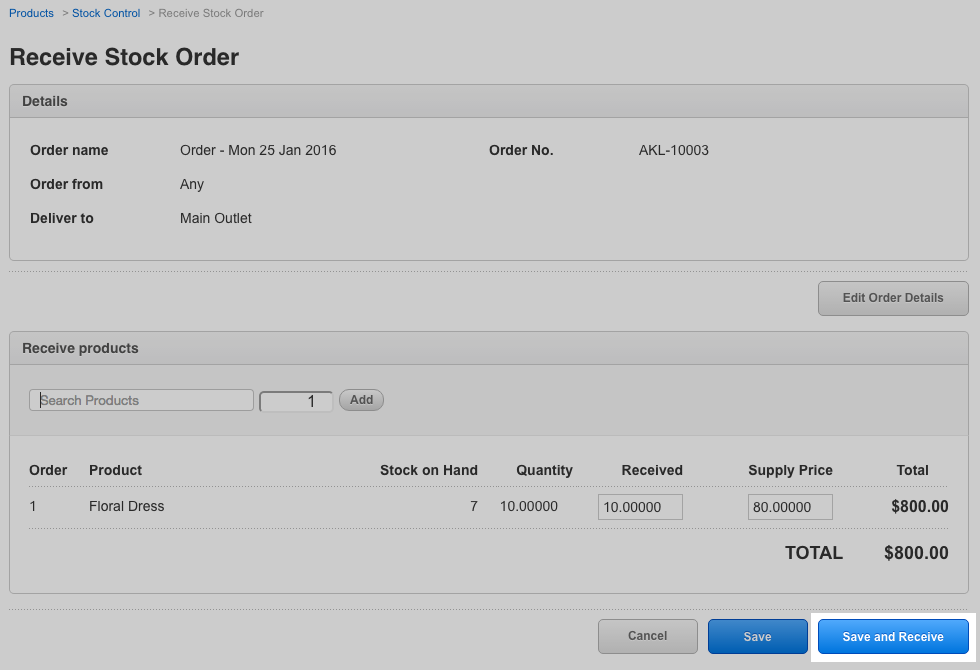 Products > Stock Control > Receive Stock Order
Receive Stock Order
Details
Order name Order - Mon 25 Jan 2016 Order No. AKL-10003
Order from Any
Deliver to Main Outlet
Edit Order Details
Receive products
Search Products 1 Add
Order Product Stock on Hand Quantity Received Supply Price Total
1 Floral Dress 7 10.00000 10.00000 80.00000 $800.00
TOTAL $800.00
Cancel Save Save and Receive